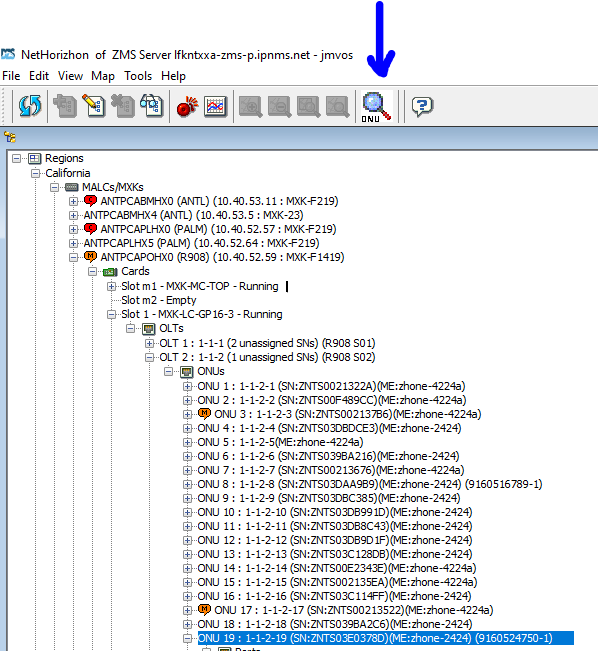 NetHorizhon of ZMS Server lfkntxxa-zms-p.ipnms.net - jmvos
File Edit View Map Tools Help
ONU
Regions
California
MALCs/MXKs
ANTPCABMHX0 (ANTL) (10.40.53.11 : MXK-F219)
ANTPCABMHX4 (ANTL) (10.40.53.5 : MXK-23)
ANTPCAPLHX0 (PALM) (10.40.52.57 : MXK-F219)
ANTPCAPLHX5 (PALM) (10.40.52.64 : MXK-F219)
ANTPCAPOHX0 (R908) (10.40.52.59 : MXK-F1419)
Cards
Slot m1 - MXK-MC-TOP - Running
Slot m2 - Empty
Slot 1 - MXK-LC-GP16-3 - Running
OLTs
OLT 1 : 1-1-1 (2 unassigned SNs) (R908 S01)
OLT 2 : 1-1-2 (1 unassigned SNs) (R908 S02)
ONUs
ONU 1 : 1-1-2-1 (SN:ZNTS0021322A)(ME:zhone-4224a)
ONU 2 : 1-1-2-2 (SN:ZNTS00F489CC)(ME:zhone-4224a)
M ONU 3 : 1-1-2-3 (SN:ZNTS002137B6)(ME:zhone-4224a)
ONU 4 : 1-1-2-4 (SN:ZNTS03DBDCE3)(ME:zhone-2424)
ONU 5 : 1-1-2-5(ME:zhone-4224a)
ONU 6 : 1-1-2-6 (SN:ZNTS039BA216)(ME:zhone-2424)
ONU 7 : 1-1-2-7 (SN:ZNTS00213676)(ME:zhone-4224a)
ONU 8 : 1-1-2-8 (SN:ZNTS03DAA9B9)(ME:zhone-2424) (9160516789-1)
ONU 9 : 1-1-2-9 (SN:ZNTS03DBC385)(ME:zhone-2424)
ONU 10 : 1-1-2-10 (SN:ZNTS03DB991D)(ME:zhone-2424)
ONU 11 : 1-1-2-11 (SN:ZNTS03DB8C43)(ME:zhone-2424)
ONU 12 : 1-1-2-12 (SN:ZNTS03DB9D1F)(ME:zhone-2424)
ONU 13 : 1-1-2-13 (SN:ZNTS03C128DB)(ME:zhone-2424)
ONU 14 : 1-1-2-14 (SN:ZNTS00E2343E)(ME:zhone-4224a)
ONU 15 : 1-1-2-15 (SN:ZNTS002135EA)(ME:zhone-4224a)
ONU 16 : 1-1-2-16 (SN:ZNTS03C114FF)(ME:zhone-2424)
M ONU 17 : 1-1-2-17 (SN:ZNTS00213522)(ME:zhone-4224a)
ONU 18 : 1-1-2-18 (SN:ZNTS039BA2C6)(ME:zhone-2424)
ONU 19 : 1-1-2-19 (SN:ZNTS03E0378D)(ME:zhone-2424) (9160524750-1)